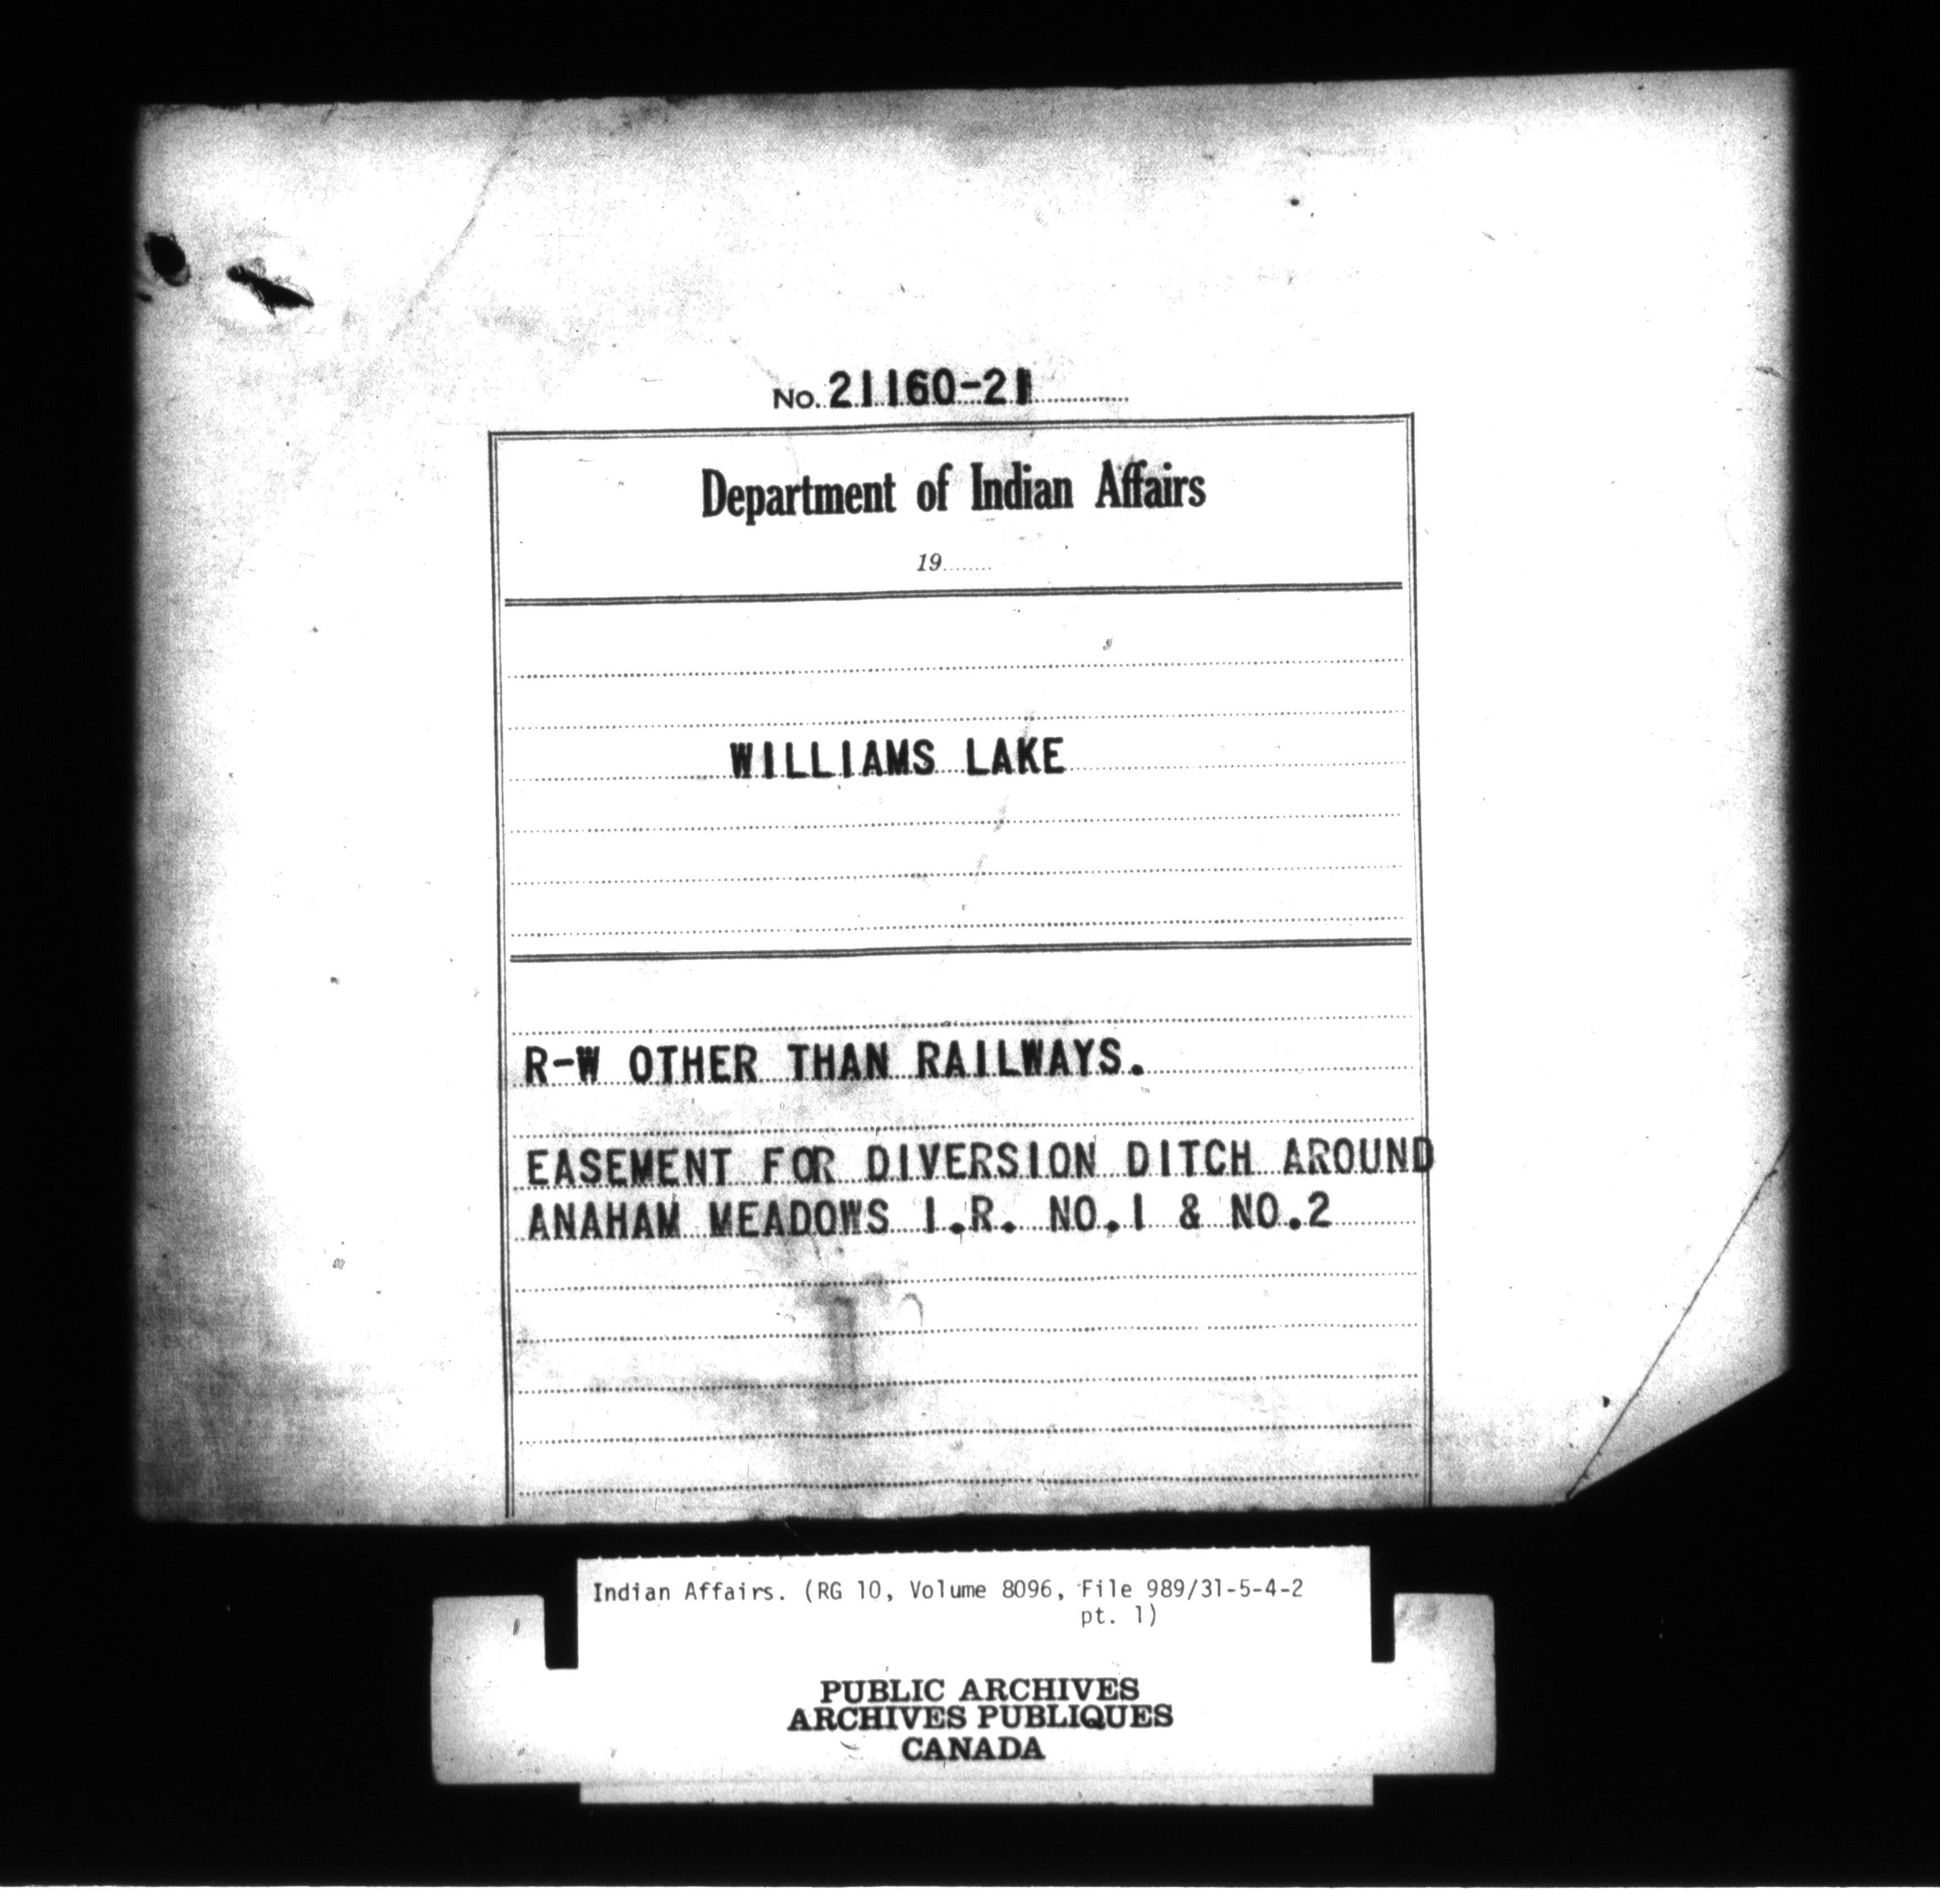 No. 21160-21
Department of Indian Affairs
19
WILLIAMS LAKE
R-W OTHER THAN RAILWAYS.
EASEMENT FOR DIVERSION DITCH AROUND
ANAHAM MEADOWS I.R. NO.1 & NO.2
Indian Affairs. (RG 10, Volume 8096, File 989/31-5-4-2
pt. 1)
PUBLIC ARCHIVES
ARCHIVES PUBLIQUES
CANADA